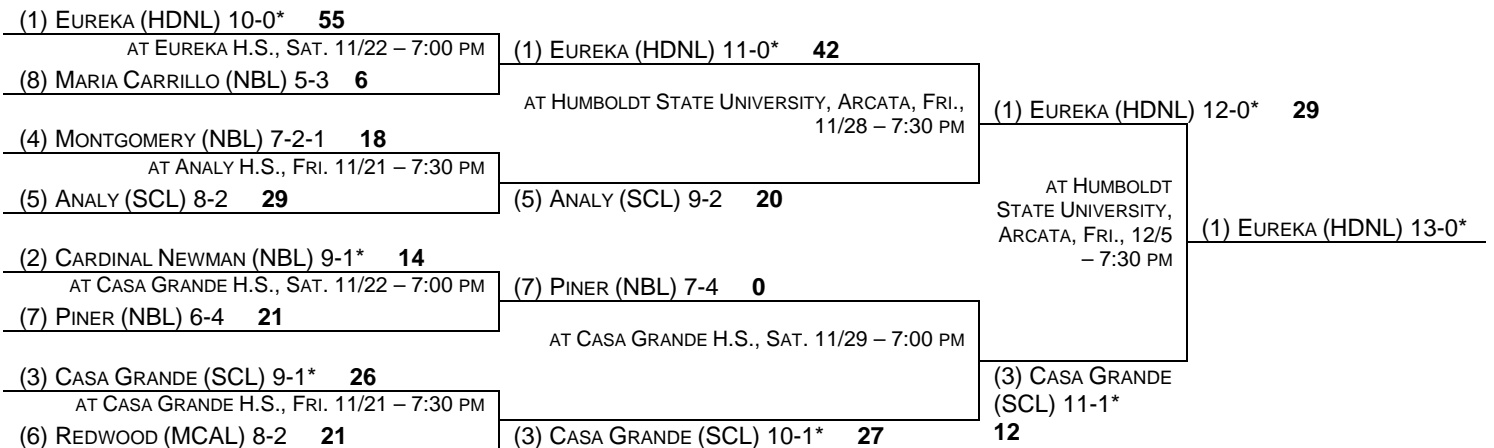 (1) EUREKA (HDNL) 10-0* 55
AT EUREKA H.S., SAT. 11/22 – 7:00 PM
(8) MARIA CARRILLO (NBL) 5-3 6
(4) MONTGOMERY (NBL) 7-2-1 18
AT ANALY H.S., FRI. 11/21 – 7:30 PM
(5) ANALY (SCL) 8-2 29
(2) CARDINAL NEWMAN (NBL) 9-1* 14
AT CASA GRANDE H.S., SAT. 11/22 – 7:00 PM
(7) PINER (NBL) 6-4 21
(3) CASA GRANDE (SCL) 9-1* 26
AT CASA GRANDE H.S., FRI. 11/21 – 7:30 PM
(6) REDWOOD (MCAL) 8-2 21
(1) EUREKA (HDNL) 11-0* 42
AT HUMBOLDT STATE UNIVERSITY, ARCATA, FRI.,
11/28 – 7:30 PM
(5) ANALY (SCL) 9-2 20
(7) PINER (NBL) 7-4 0
AT CASA GRANDE H.S., SAT. 11/29 – 7:00 PM
(3) CASA GRANDE (SCL) 10-1* 27
(1) EUREKA (HDNL) 12-0* 29
AT HUMBOLDT
STATE UNIVERSITY,
ARCATA, FRI., 12/5
– 7:30 PM
(3) CASA GRANDE
(SCL) 11-1*
12
(1) EUREKA (HDNL) 13-0*